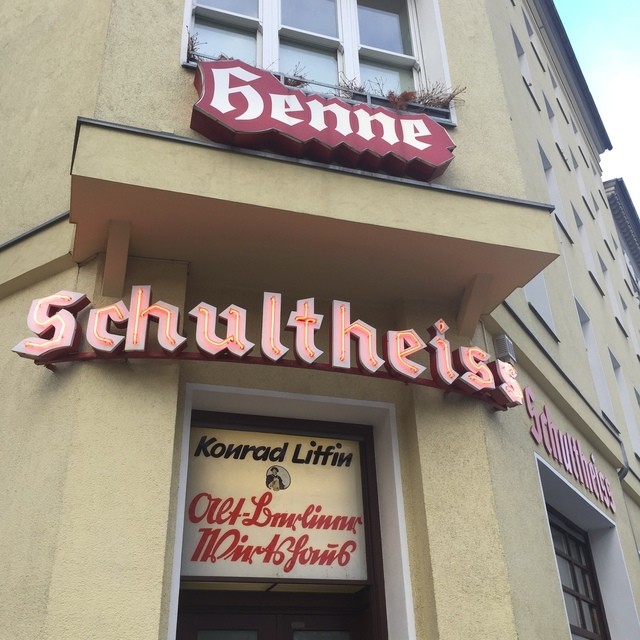 Henne
Schultheiss
Konrad Litfin
Alt-Berliner
Wirtshaus
Schultheiss